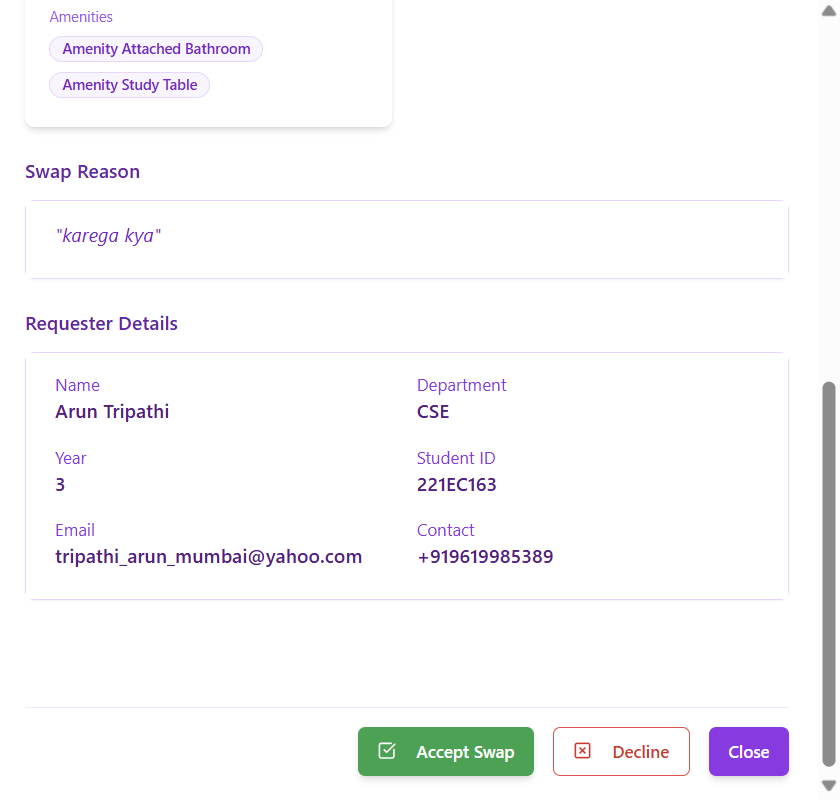 Amenities
Amenity Attached Bathroom
Amenity Study Table
Swap Reason
"karega kya"
Requester Details
Name
Arun Tripathi
Department
CSE
Year
3
Student ID
221EC163
Email
tripathi_arun_mumbai@yahoo.com
Contact
+919619985389
Accept Swap
Decline
Close